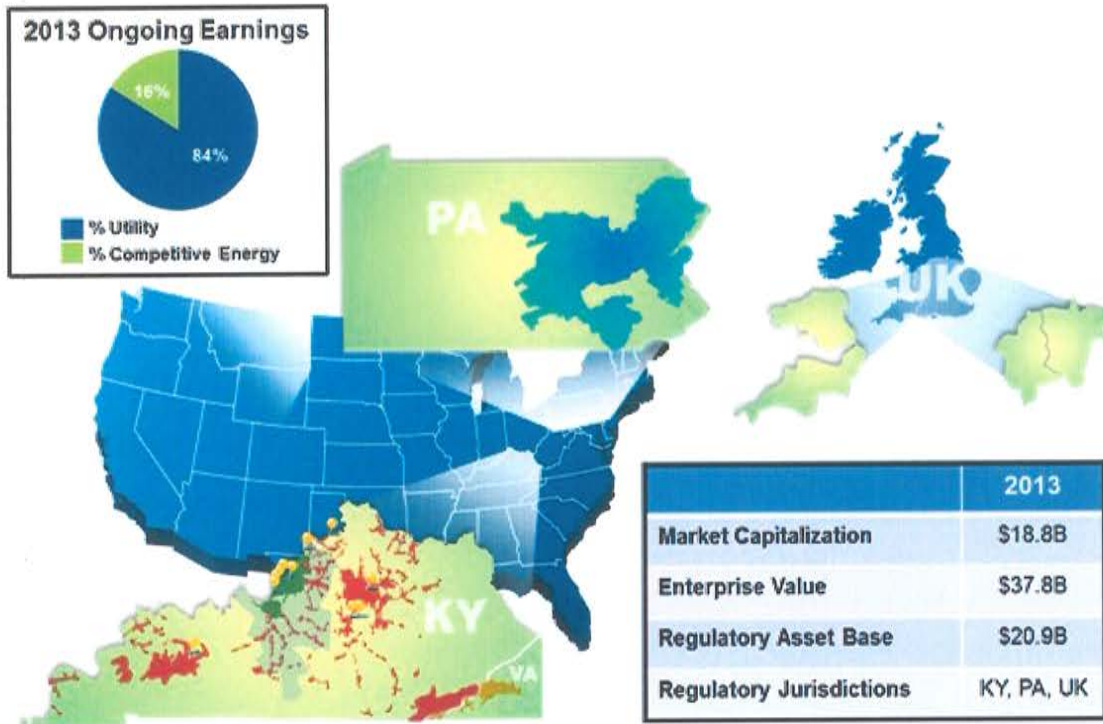 2013 Ongoing Earnings
16%
84%
% Utility
% Competitive Energy
PA
UK
KY
VA
2013
Market Capitalization $18.8B
Enterprise Value $37.8B
Regulatory Asset Base $20.9B
Regulatory Jurisdictions KY, PA, UK